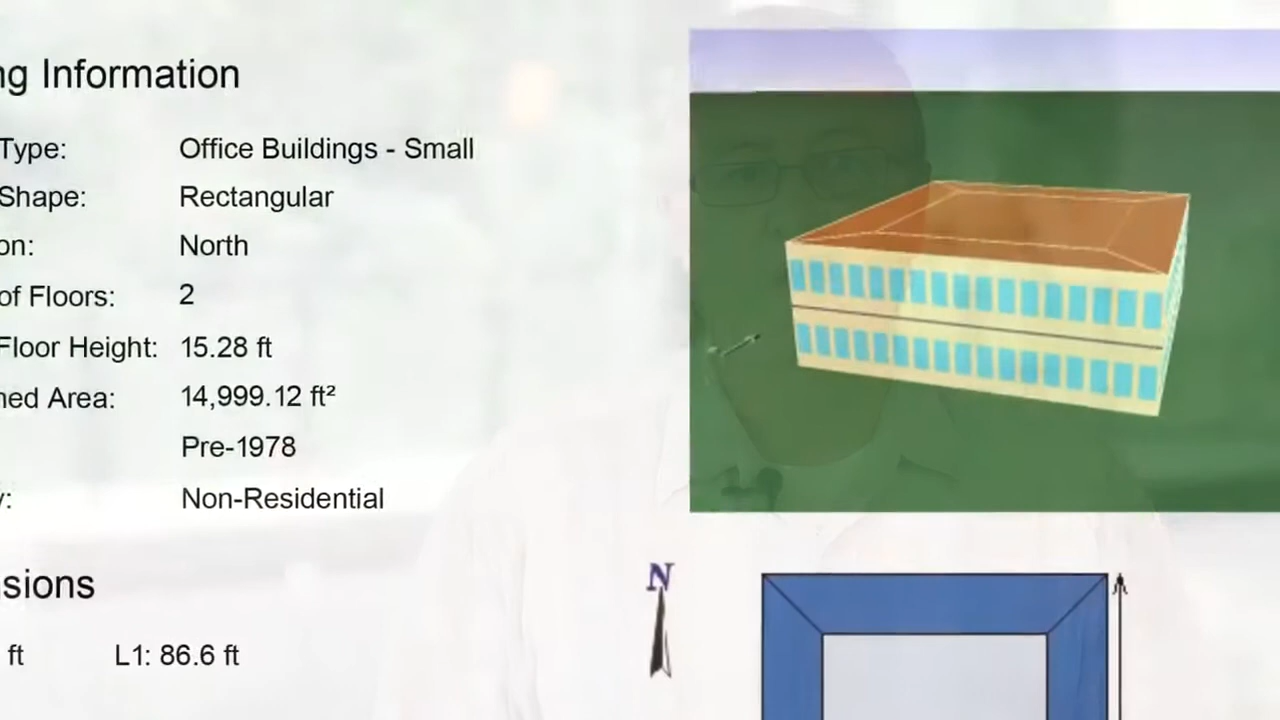 ng Information
Type: Office Buildings - Small
Shape: Rectangular
on: North
of Floors: 2
Floor Height: 15.28 ft
ned Area: 14,999.12 ft²
Pre-1978
y: Non-Residential
nsions
ft L1: 86.6 ft
N